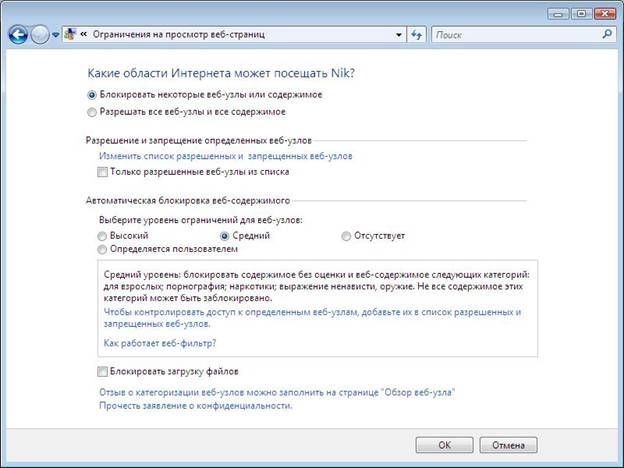 « Ограничения на просмотр веб-страниц
Поиск
Какие области Интернета может посещать Nik?
Блокировать некоторые веб-узлы или содержимое
Разрешать все веб-узлы и все содержимое
Разрешение и запрещение определенных веб-узлов
Изменить список разрешенных и запрещенных веб-узлов
Только разрешенные веб-узлы из списка
Автоматическая блокировка веб-содержимого
Выберите уровень ограничений для веб-узлов:
Высокий Средний Отсутствует
Определяется пользователем
Средний уровень: блокировать содержимое без оценки и веб-содержимое следующих категорий:
для взрослых; порнография; наркотики; выражение ненависти, оружие. Не все содержимое этих
категорий может быть заблокировано.
Чтобы контролировать доступ к определенным веб-узлам, добавьте их в список разрешенных и
запрещенных веб-узлов.
Как работает веб-фильтр?
Блокировать загрузку файлов
Отзыв о категоризации веб-узлов можно заполнить на странице "Обзор веб-узла"
Прочесть заявление о конфиденциальности.
OK Отмена